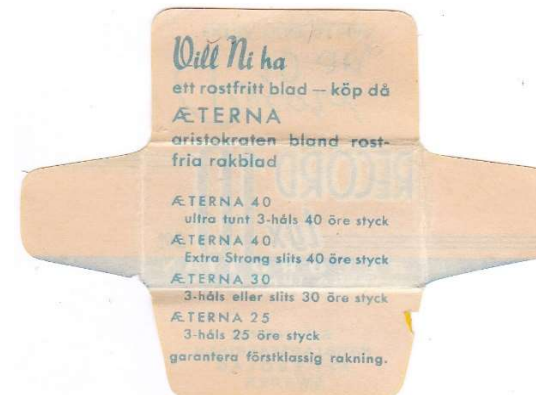 Vill Ni ha
ett rostfritt blad — köp då
ÆTERNA
aristokraten bland rost-
fria rakblad
ÆTERNA 40
ultra tunt 3-håls 40 öre styck
ÆTERNA 40
Extra Strong slits 40 öre styck
ÆTERNA 30
3-håls eller slits 30 öre styck
ÆTERNA 25
3-håls 25 öre styck
garantera förstklassig rakning.